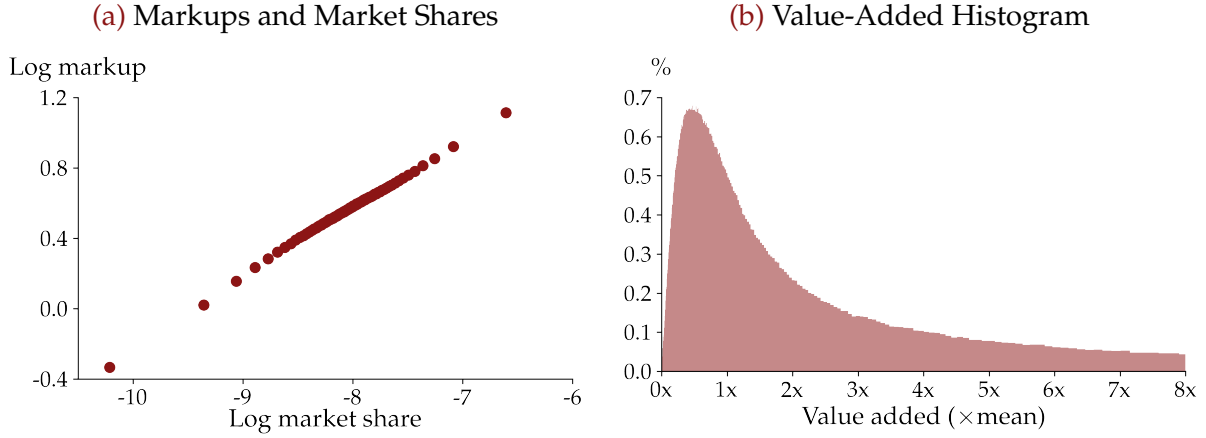 (a) Markups and Market Shares
Log markup
1.2
0.8
0.4
0.0
-0.4
-10
-9
-8
-7
-6
Log market share
(b) Value-Added Histogram
%
0.7
0.6
0.5
0.4
0.3
0.2
0.1
0.0
0x
1x
2x
3x
4x
5x
6x
7x
8x
Value added (×mean)